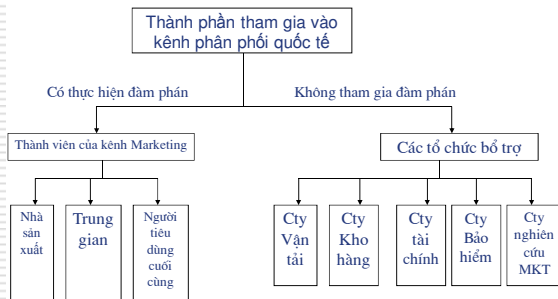 Thành phần tham gia vào
kênh phân phối quốc tế
Có thực hiện đàm phán
Không tham gia đàm phán
Thành viên của kênh Marketing
Các tổ chức bổ trợ
Nhà
sản
xuất
Trung
gian
Người
tiêu
dùng
cuối
cùng
Cty
Vận
tải
Cty
Kho
hàng
Cty
tài
chính
Cty
Bảo
hiểm
Cty
nghiên
cứu
MKT